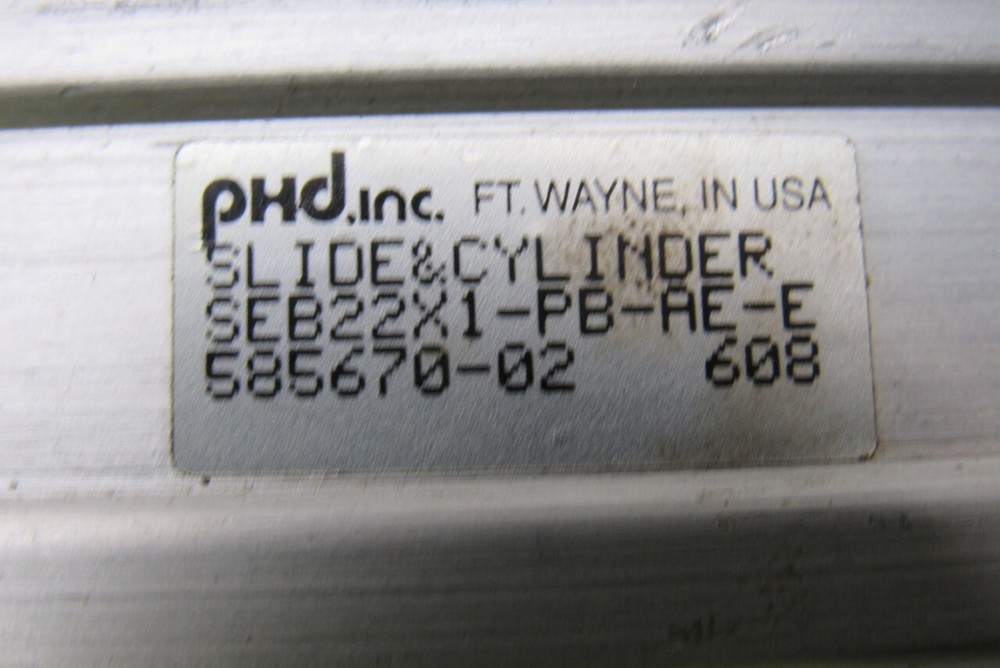 PHd,inc. FT. WAYNE, IN USA
SLIDE&CYLINDER
SEB22X1-PB-AE-E
585670-02 608